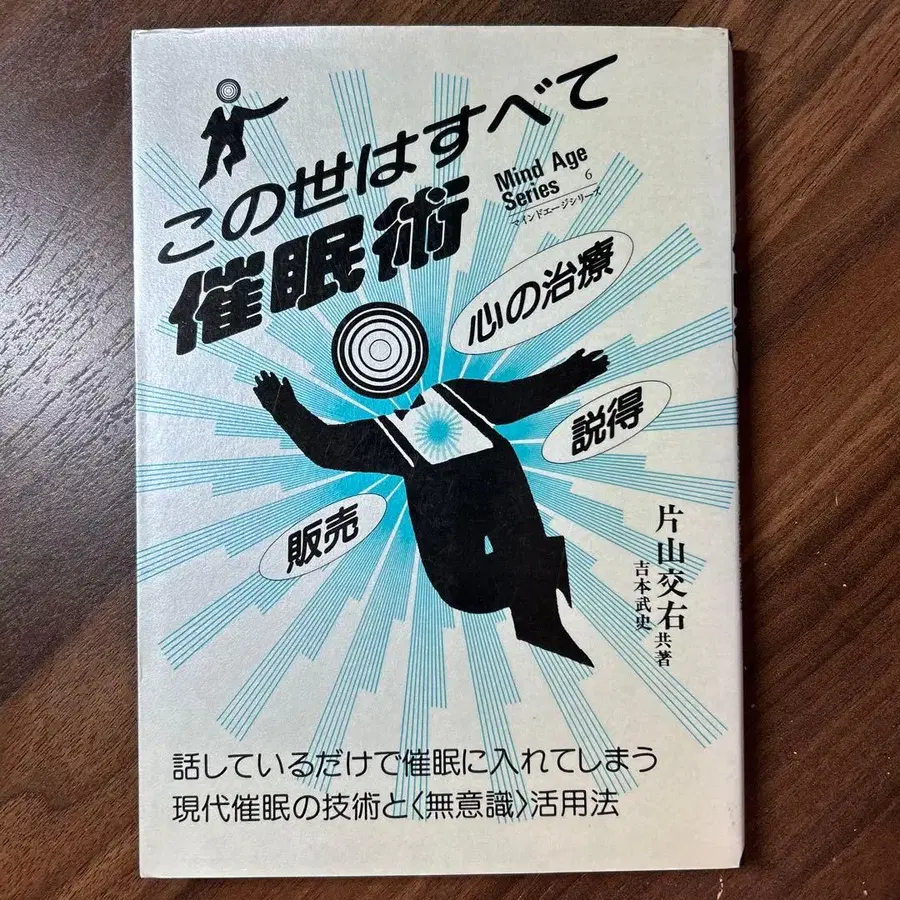 この世はすべて
催眠術
Mind Age
Series 6
マインドエージシリーズ
心の治療
説得
販売
片山交右
吉本武史
共著
話しているだけで催眠に入れてしまう
現代催眠の技術と〈無意識〉活用法